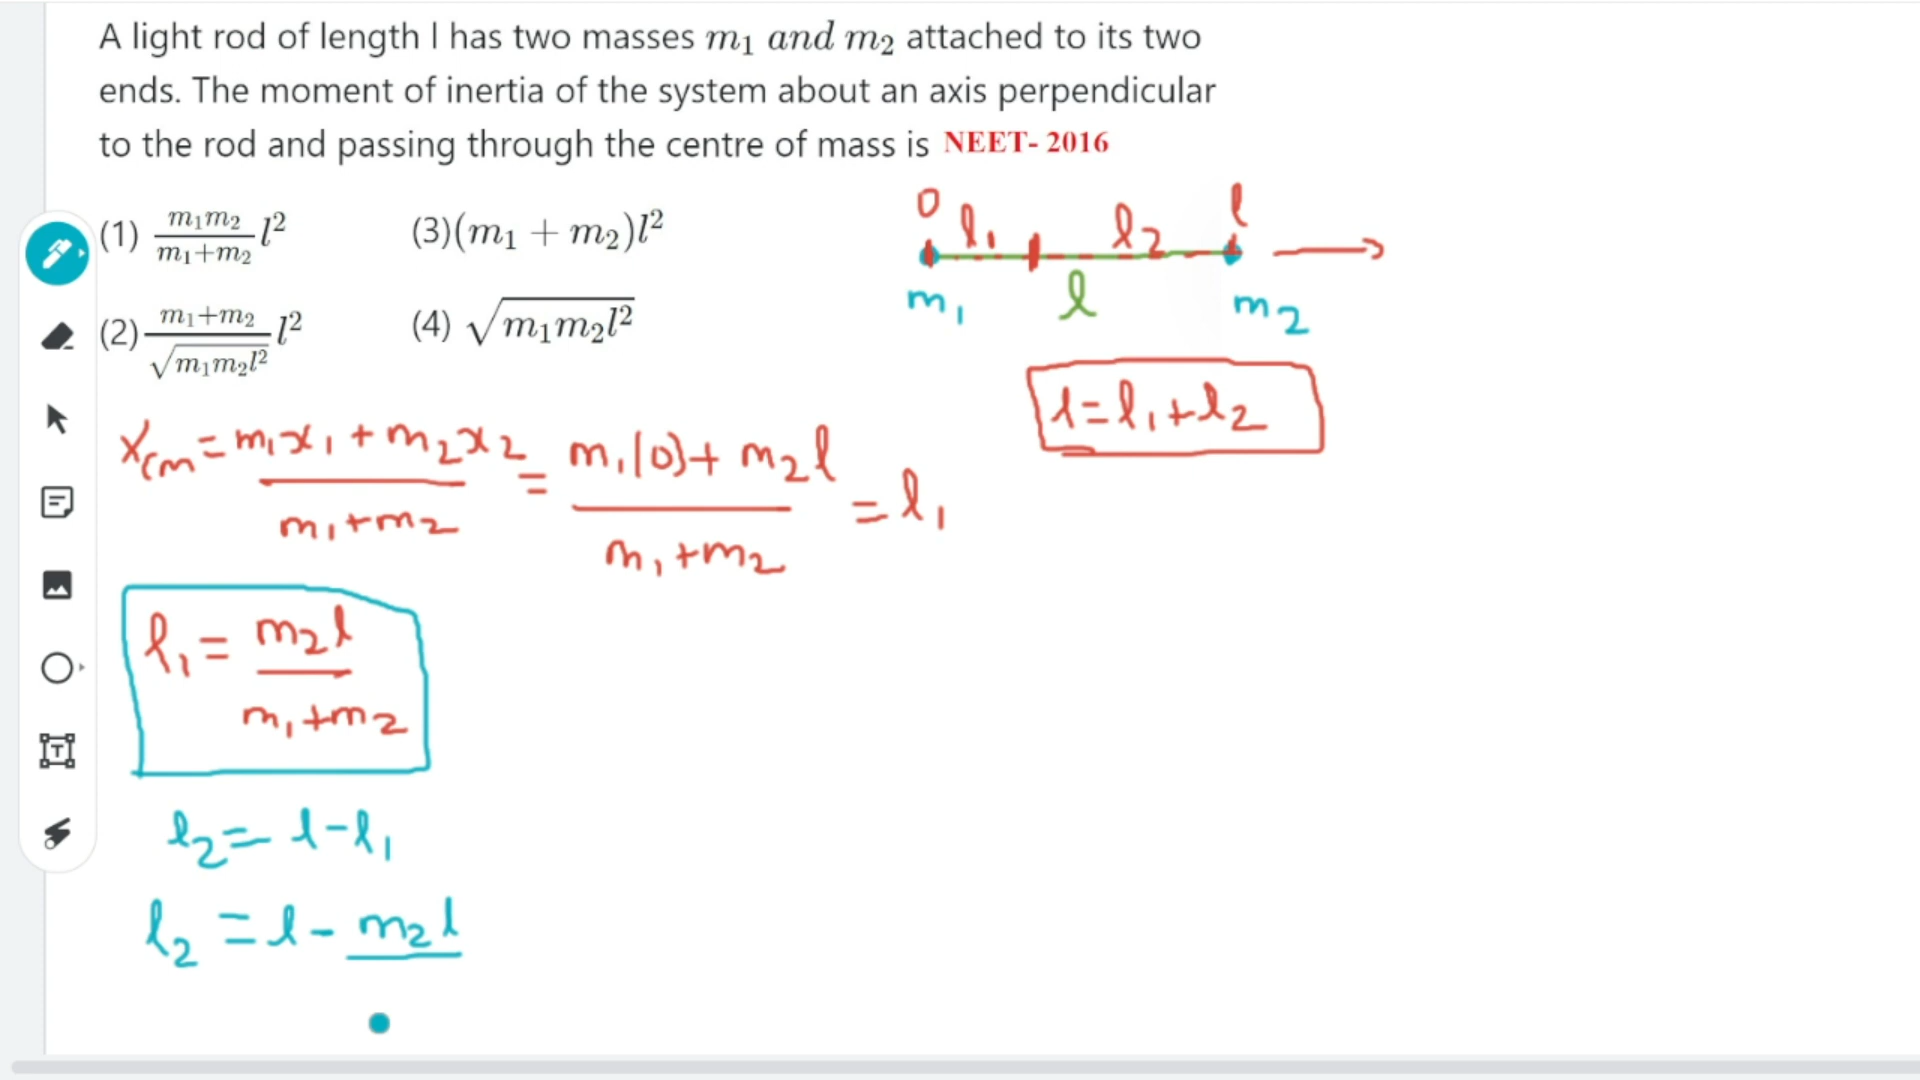 A light rod of length l has two masses m₁ and m₂ attached to its two
ends. The moment of inertia of the system about an axis perpendicular
to the rod and passing through the centre of mass is NEET- 2016
(1) m₁m₂/(m₁+m₂) l² (3)(m₁ + m₂)l²
(2) (m₁+m₂)/√(m₁m₂l²) l² (4) √(m₁m₂l²)
0 l₁ l₂ l
m₁ l m₂
l=l₁+l₂
Xcm = (m₁x₁+m₂x₂)/(m₁+m₂) = (m₁(0)+m₂l)/(m₁+m₂) = l₁
l₁ = m₂l/(m₁+m₂)
l₂ = l-l₁
l₂ = l - m₂l
T